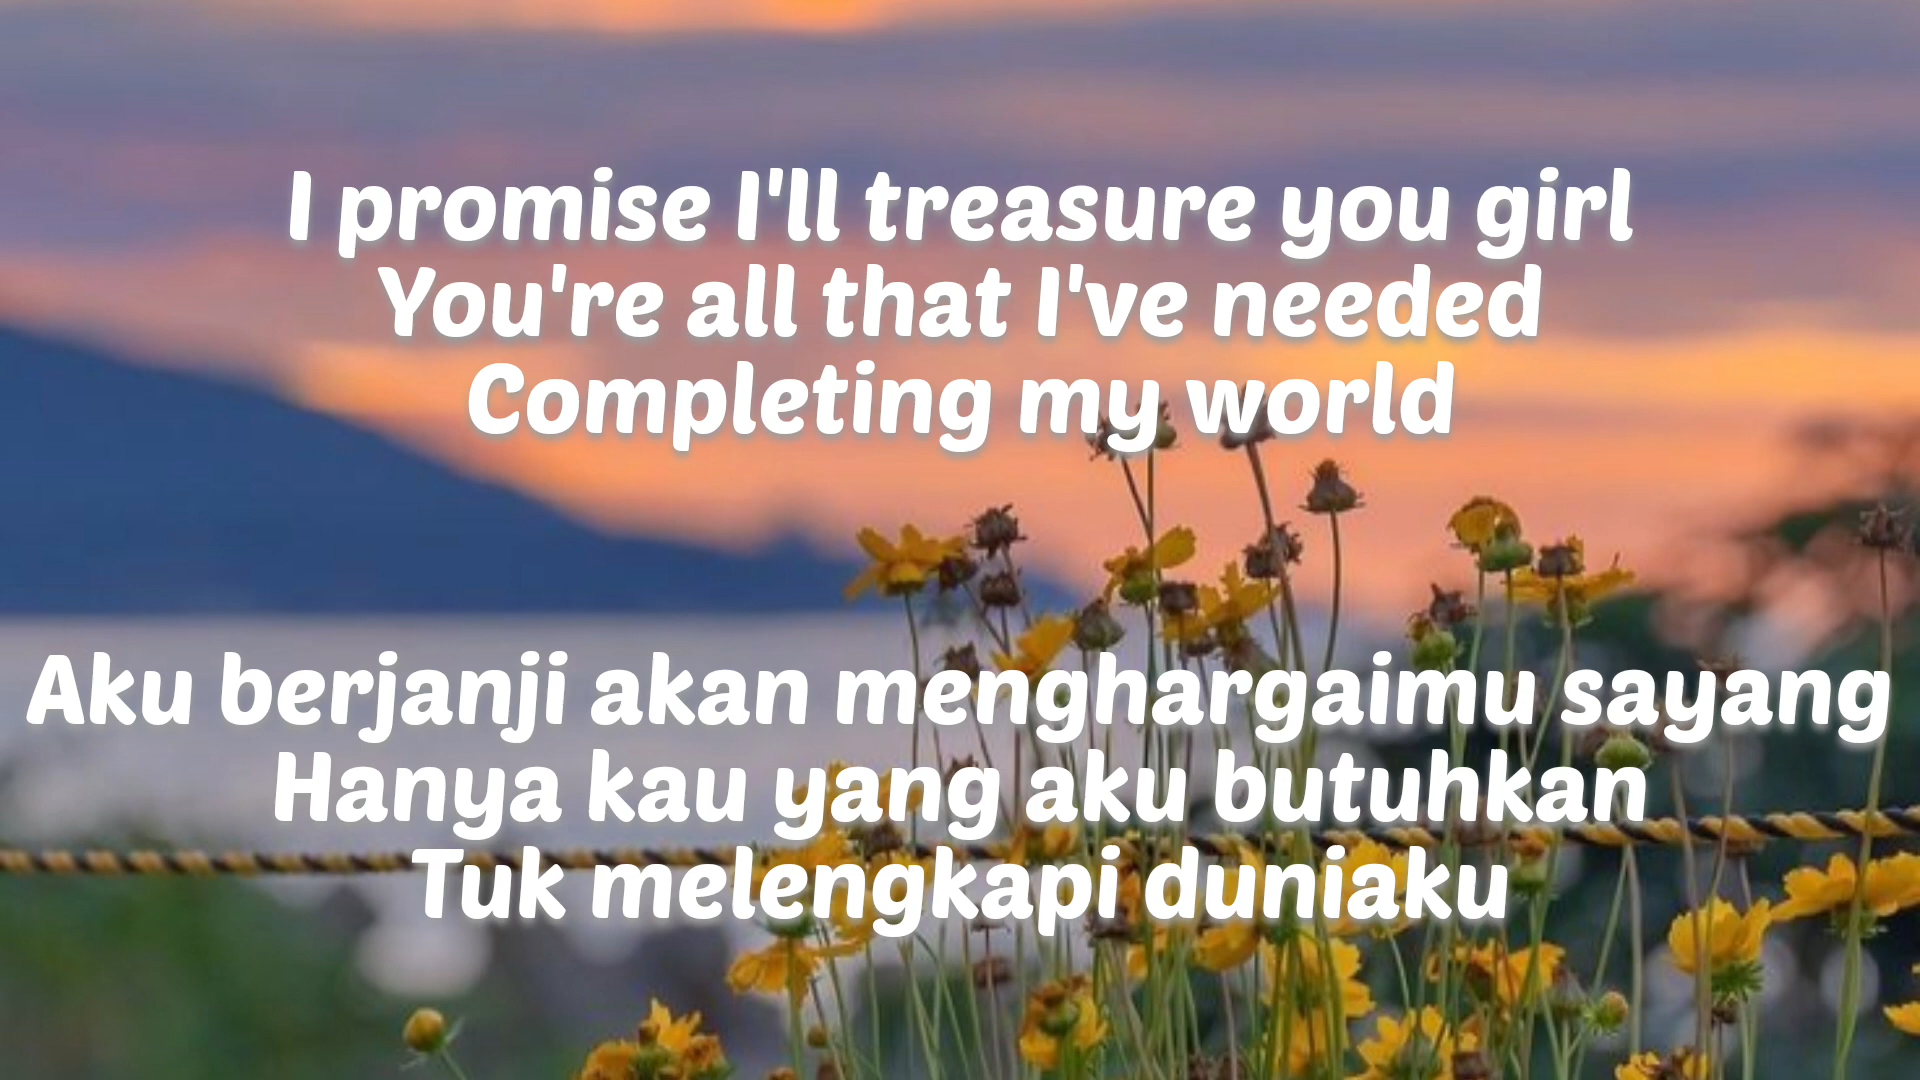 I promise I'll treasure you girl
You're all that I've needed
Completing my world
Aku berjanji akan menghargaimu sayang
Hanya kau yang aku butuhkan
Tuk melengkapi duniaku